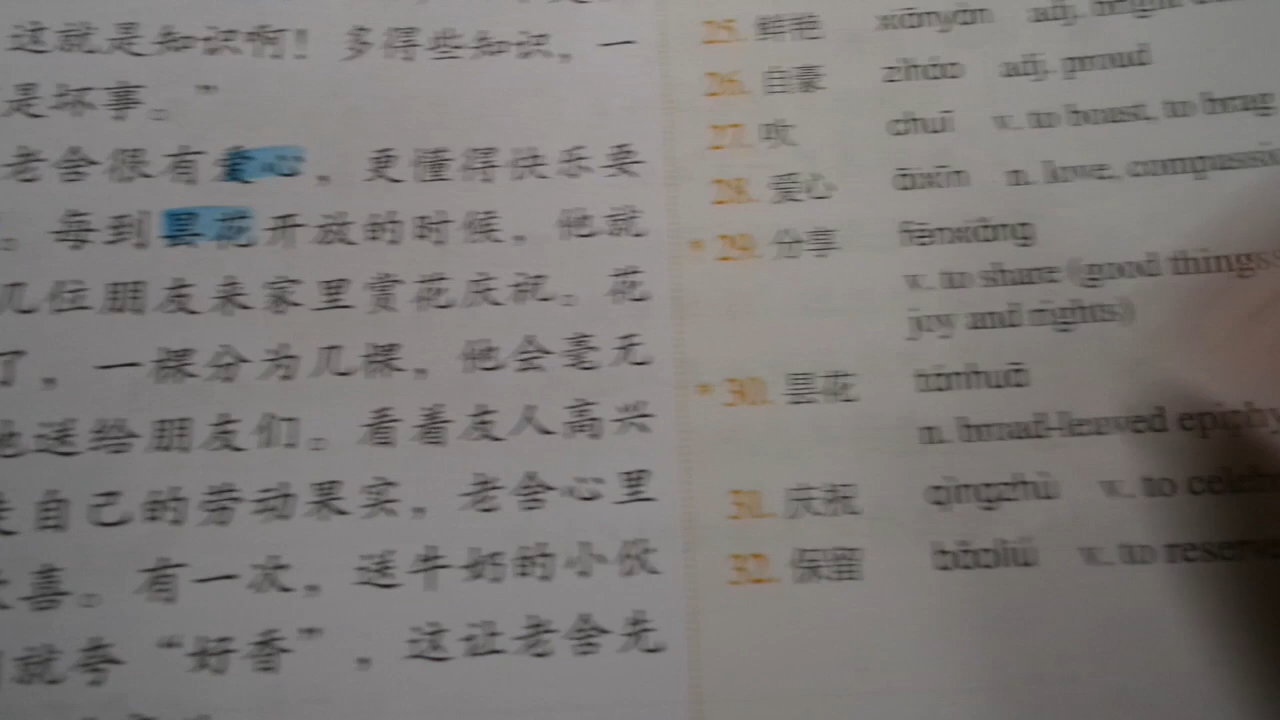 这就是知识啊！多得些知识，一
是坏事。”
老舍很有爱心，更懂得快乐要
。每到昙花开放的时候，他就
几位朋友来家里赏花庆祝。花
了，一棵分为几棵，他会毫无
地送给朋友们。看着友人高兴
自己的劳动果实，老舍心里
喜。有一次，送牛奶的小伙
就夸“好香”，这让老舍先
25. 鲜艳 xiānyàn adj. bright
26. 自豪 zìháo adj. proud
27. 吹 chuī v. to boast, to brag
28. 爱心 àixīn n. love, compassion
* 29. 分享 fēnxiǎng
v. to share (good things:
joy and rights)
* 30. 昙花 tánhuā
n. broad-leaved epiphy
31. 庆祝 qìngzhù v. to celebr
32. 保留 bǎoliú v. to reserve